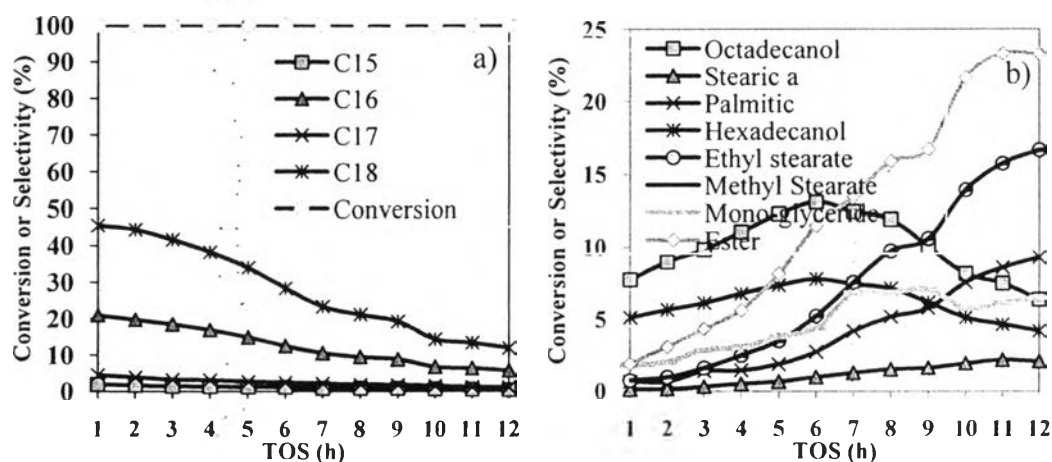 Conversion or Selectivity (%)
100
90
80
70
60
50
40
30
20
10
0
a)
C15
C16
C17
C18
Conversion
1 2 3 4 5 6 7 8 9 10 11 12
TOS (h)
Conversion or Selectivity (%)
25
20
15
10
5
0
b)
Octadecanol
Stearic a
Palmitic
Hexadecanol
Ethyl stearate
Methyl Stearate
Monoglyceride
Ester
1 2 3 4 5 6 7 8 9 10 11 12
TOS (h)